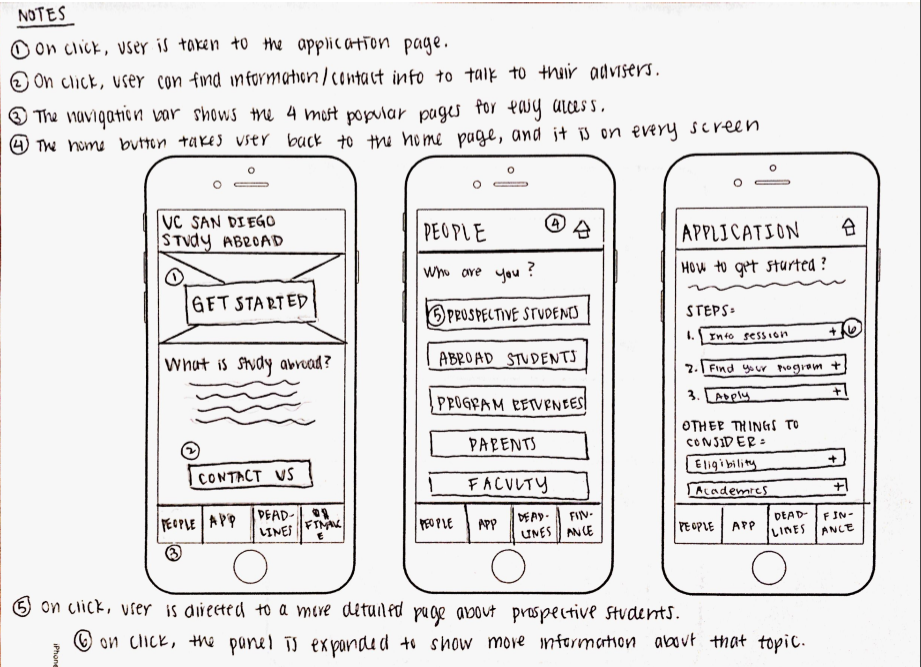 NOTES
① On click, user is taken to the application page.
② On click, user can find information/contact info to talk to their advisers.
③ The navigation bar shows the 4 most popular pages for easy access.
④ The home button takes user back to the home page, and it is on every screen
UC SAN DIEGO
STUDY ABROAD
①
GET STARTED
What is study abroad?
②
CONTACT US
PEOPLE APP DEAD-LINES FINANCE
③
PEOPLE ④
Who are you?
⑤ PROSPECTIVE STUDENTS
ABROAD STUDENTS
PROGRAM RETURNEES
PARENTS
FACULTY
PEOPLE APP DEAD-LINES FIN-ANCE
APPLICATION
How to get started?
STEPS:
1. Info session + ⑥
2. Find your program +
3. Apply +
OTHER THINGS TO
CONSIDER:
Eligibility +
Academics +
PEOPLE APP DEAD-LINES FIN-ANCE
⑤ On click, user is directed to a more detailed page about prospective students.
⑥ on click, the panel is expanded to show more information about that topic.
iPhone